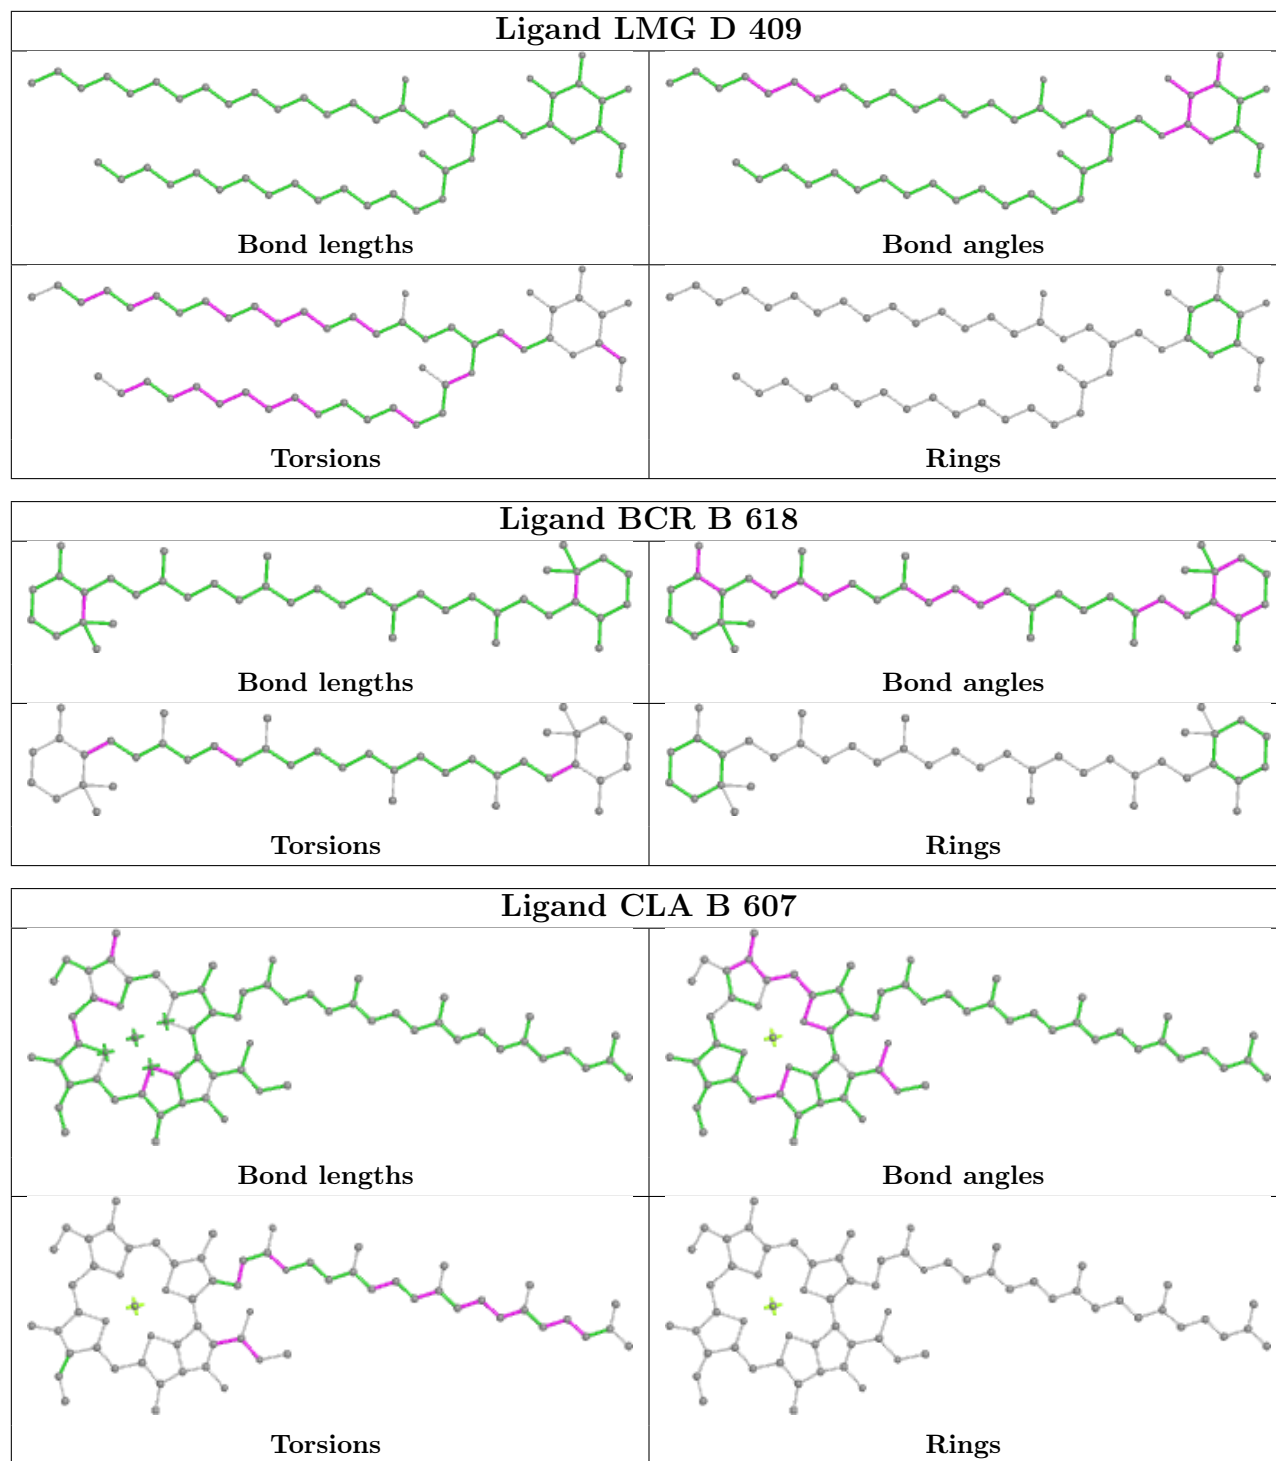 Ligand LMG D 409
Bond lengths
Bond angles
Torsions
Rings
Ligand BCR B 618
Bond lengths
Bond angles
Torsions
Rings
Ligand CLA B 607
Bond lengths
Bond angles
Torsions
Rings